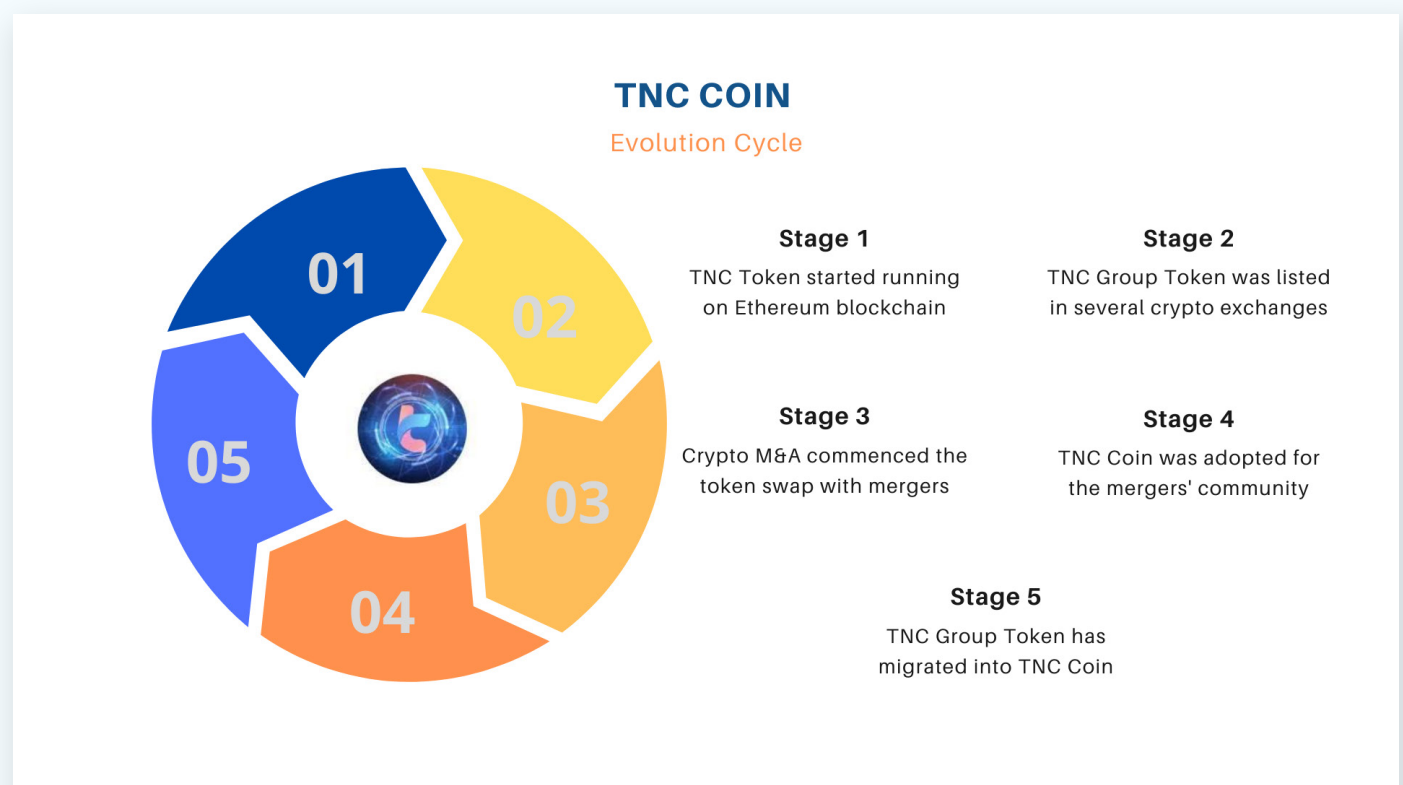 TNC COIN
Evolution Cycle
01
02
03
04
05
Stage 1
TNC Token started running
on Ethereum blockchain
Stage 2
TNC Group Token was listed
in several crypto exchanges
Stage 3
Crypto M&A commenced the
token swap with mergers
Stage 4
TNC Coin was adopted for
the mergers' community
Stage 5
TNC Group Token has
migrated into TNC Coin